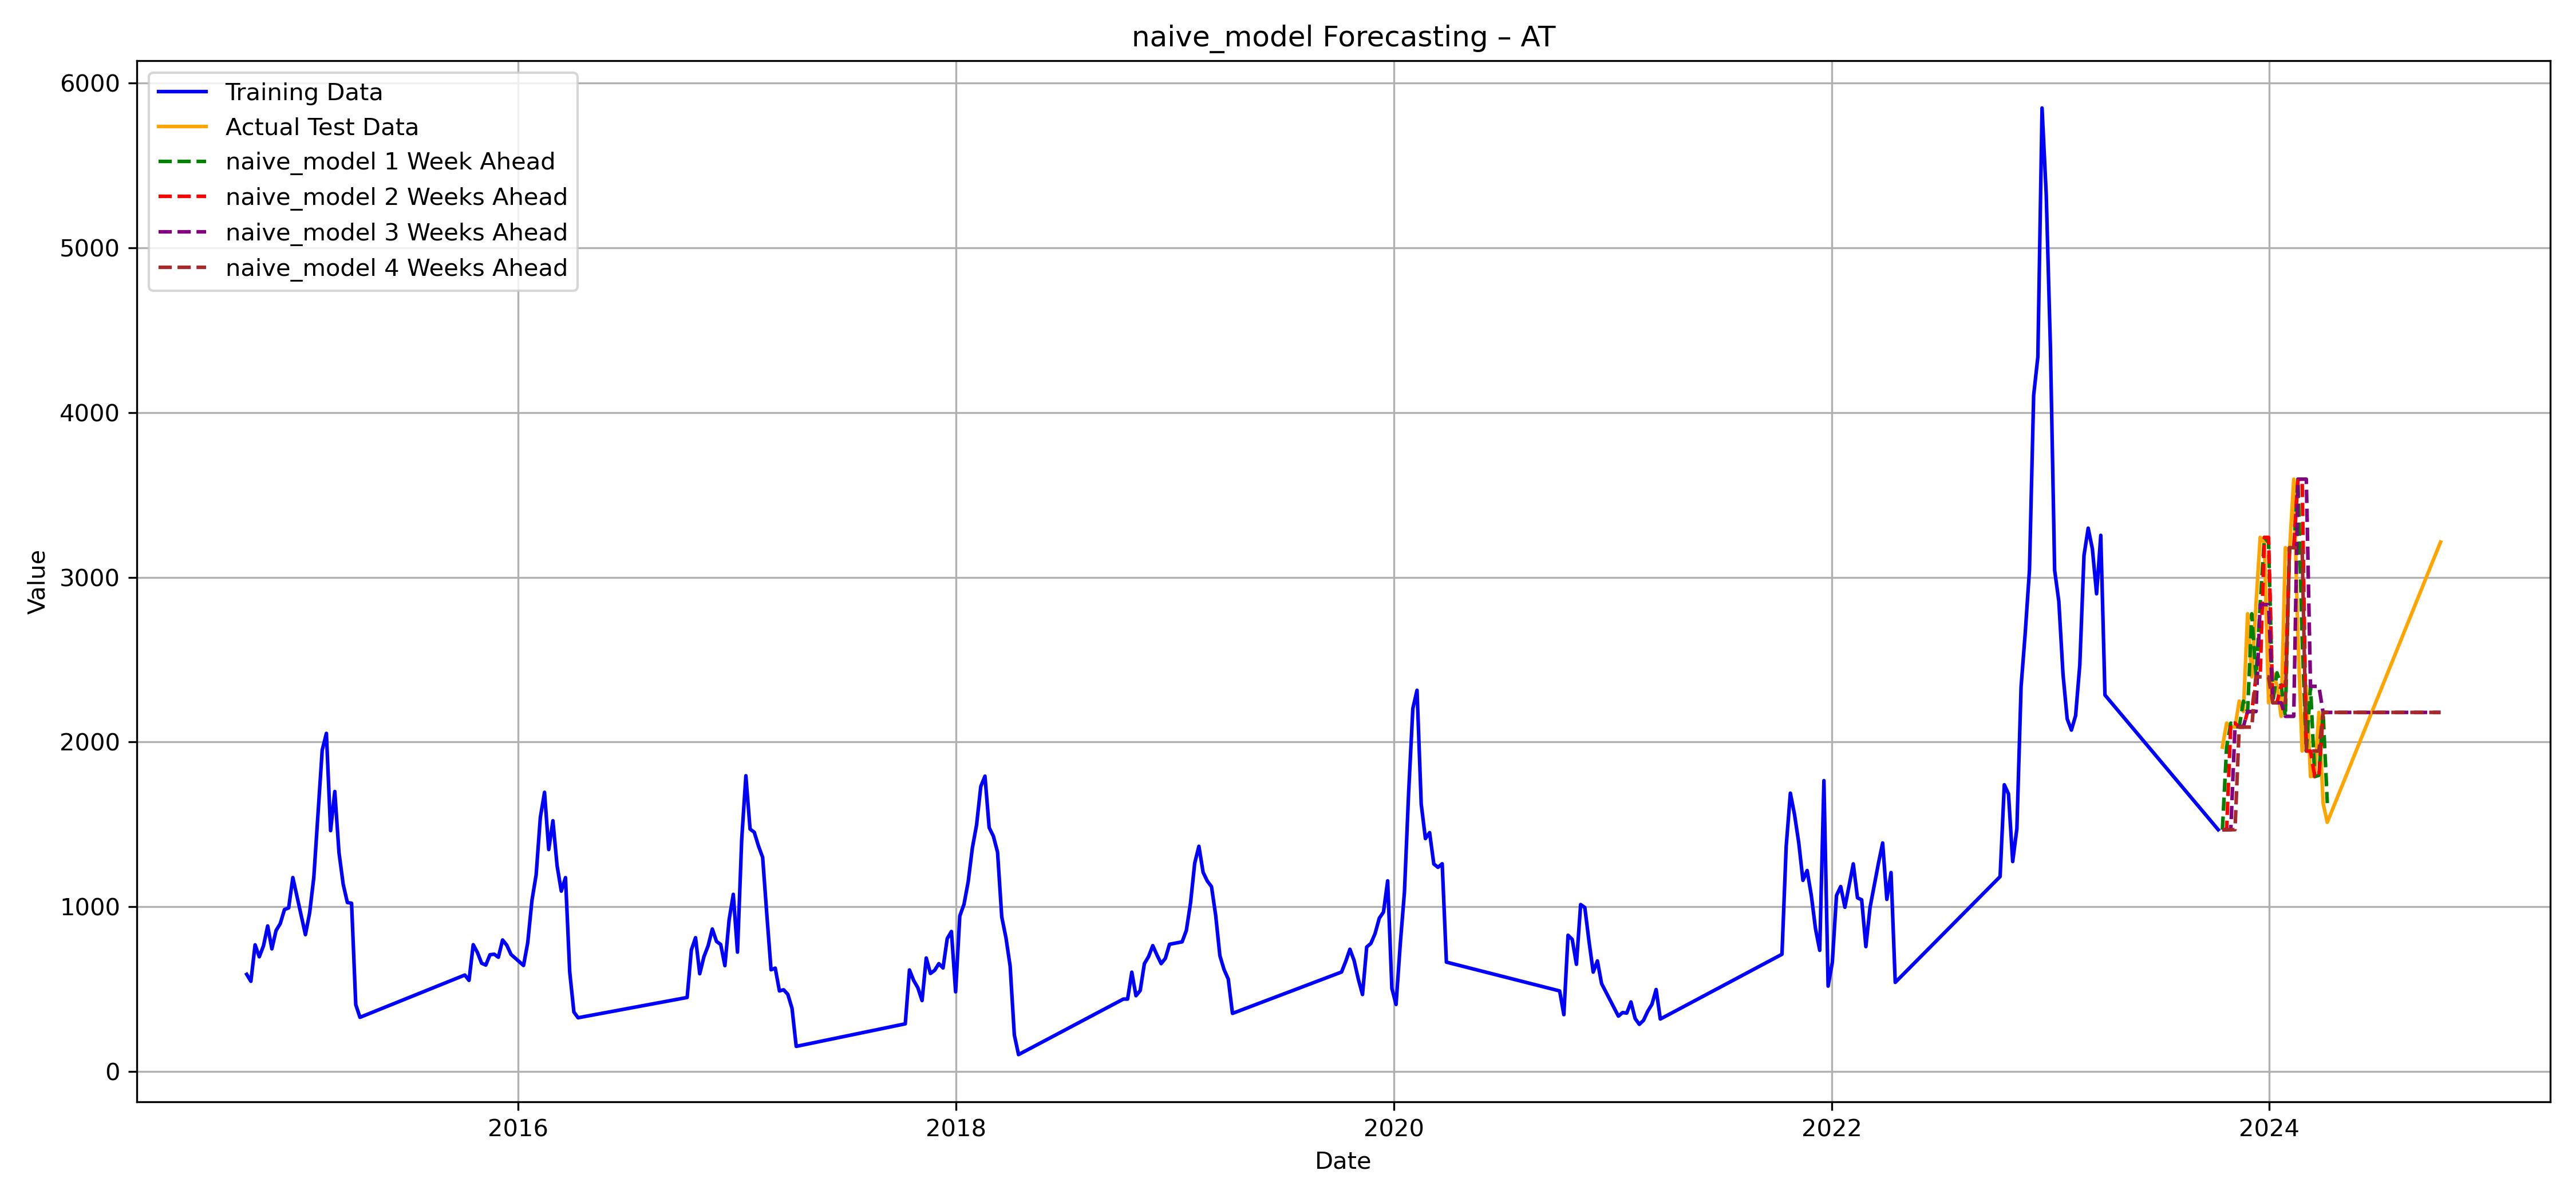 naive_model Forecasting – AT
Training Data
Actual Test Data
naive_model 1 Week Ahead
naive_model 2 Weeks Ahead
naive_model 3 Weeks Ahead
naive_model 4 Weeks Ahead
6000
5000
4000
3000
2000
1000
0
Value
2016
2018
2020
2022
2024
Date